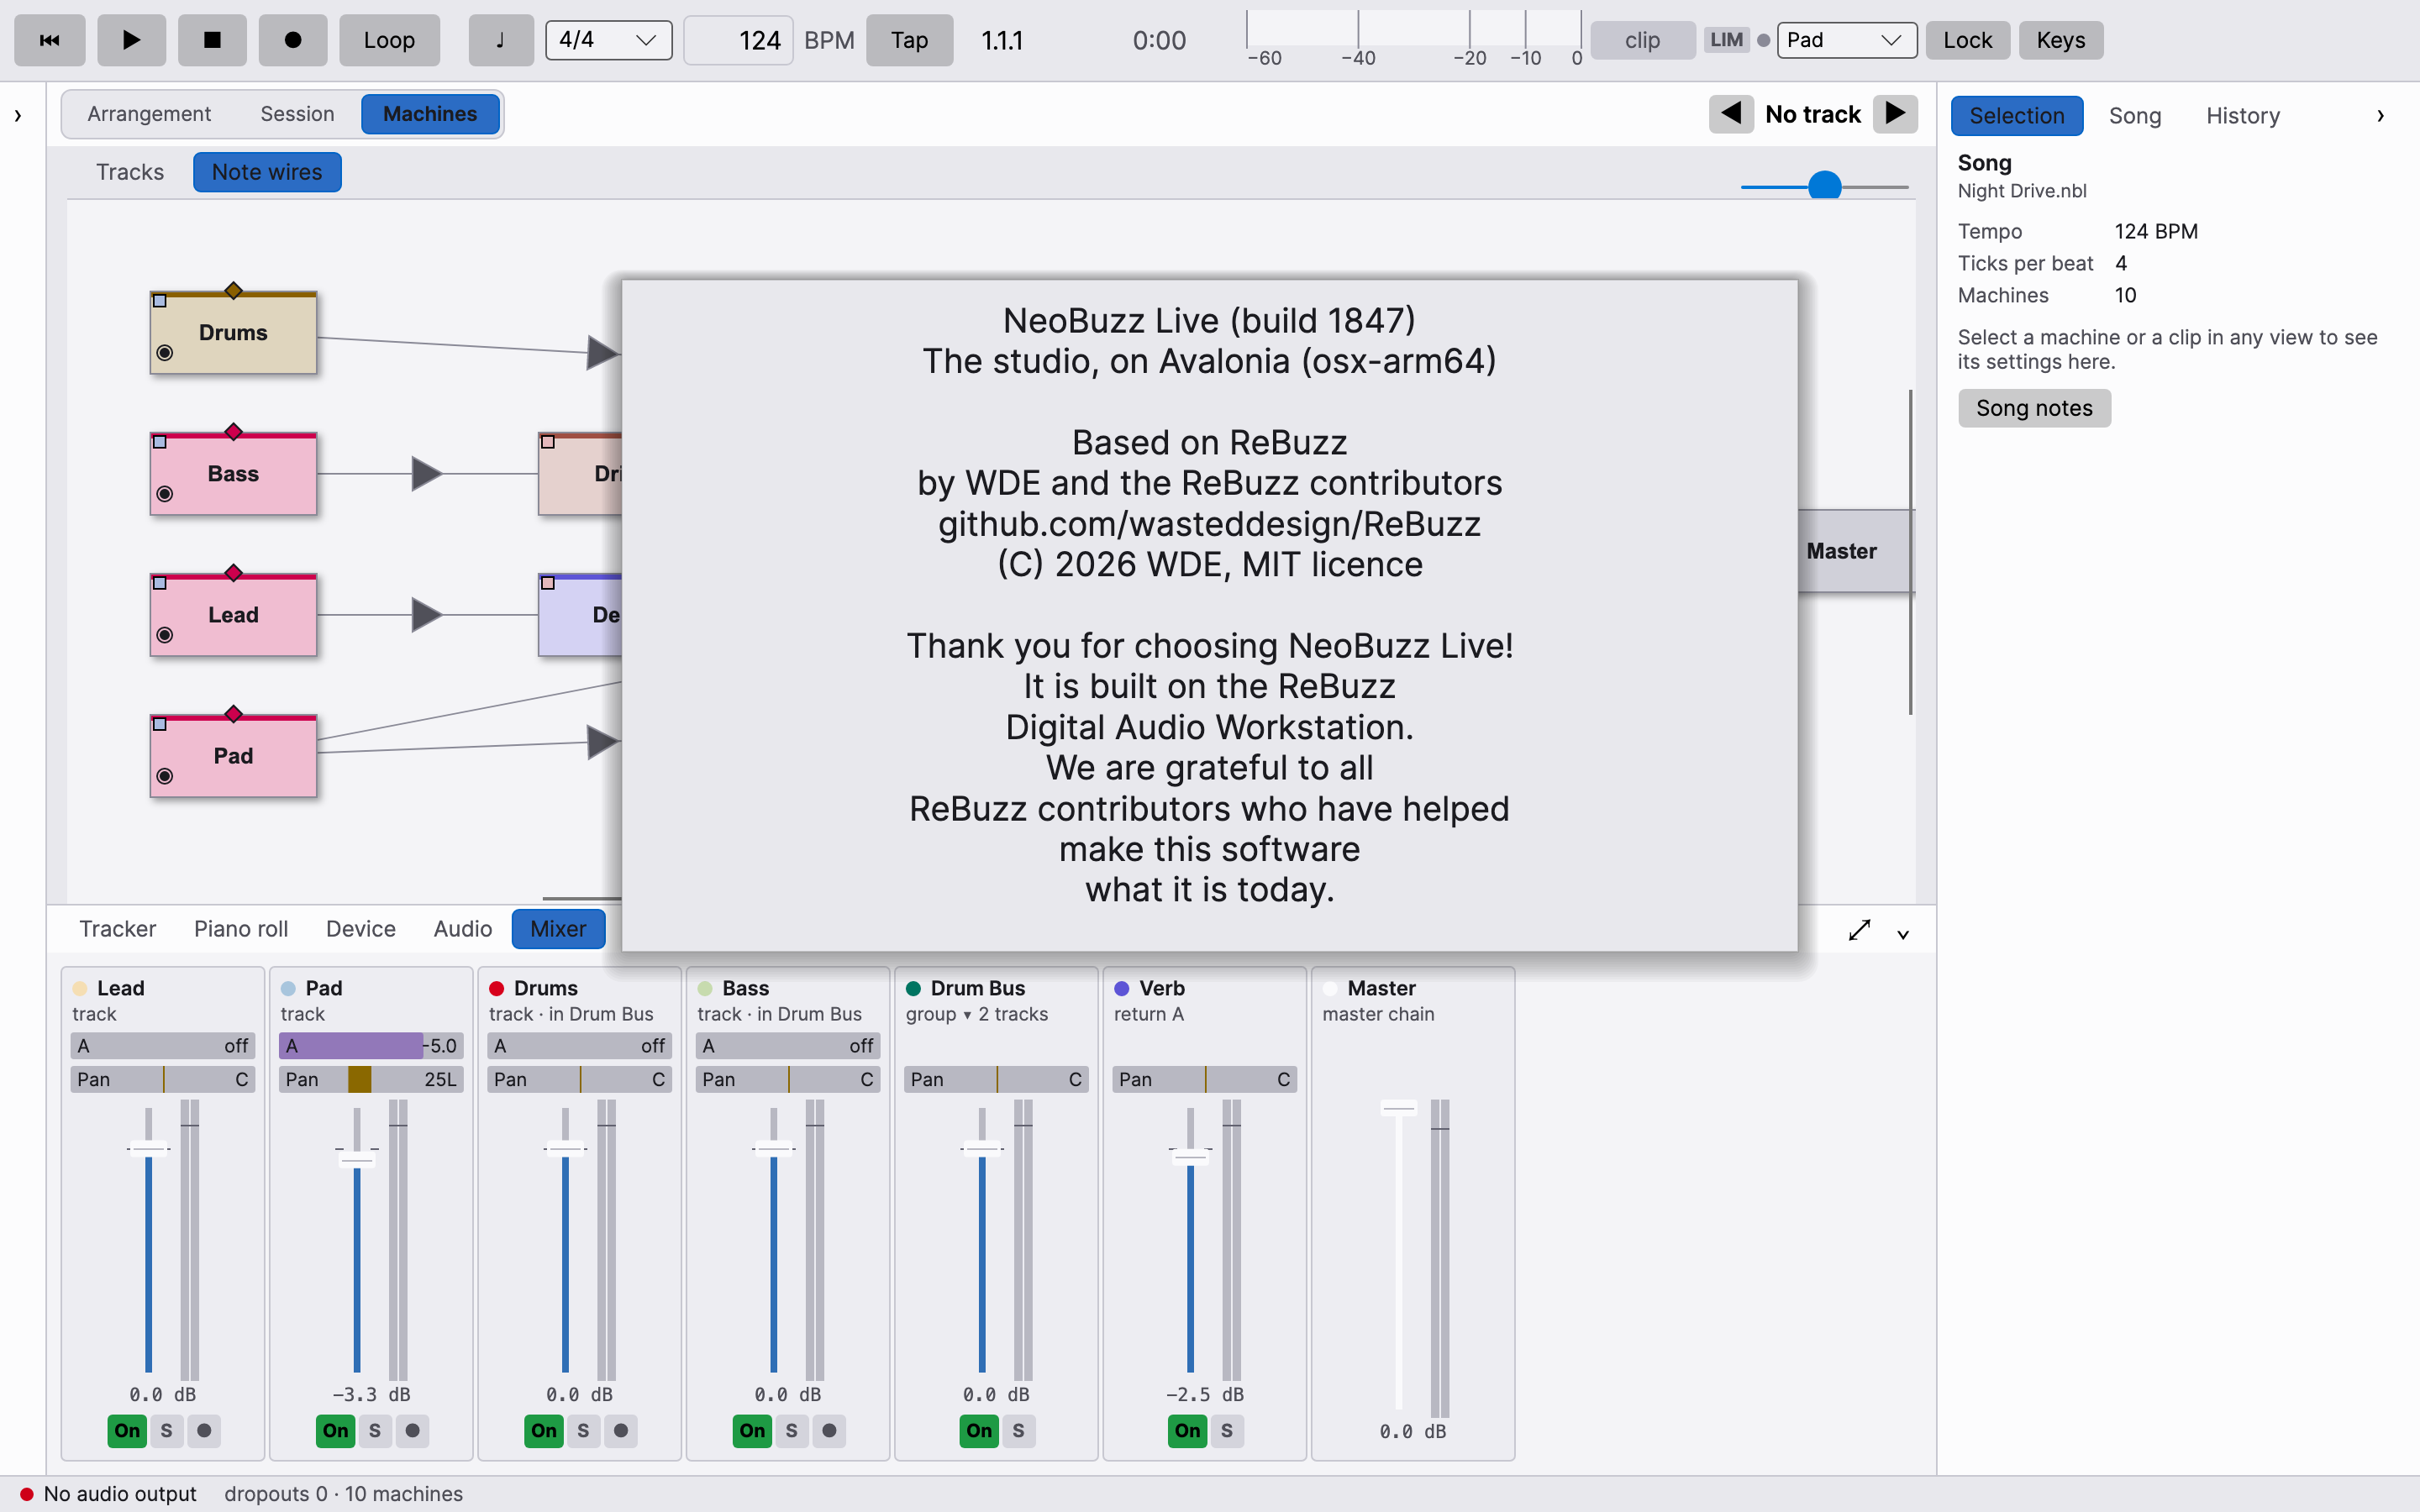 Loop
4/4
124
BPM
Tap
1.1.1
0:00
−60
−40
−20
−10
0
clip
LIM
Pad
Lock
Keys
Arrangement
Session
Machines
No track
Selection
Song
History
Tracks
Note wires
Song
Night Drive.nbl
Tempo 124 BPM
Ticks per beat 4
Machines 10
Select a machine or a clip in any view to see
its settings here.
Song notes
Drums
Bass
Lead
Pad
Dri
De
Master
NeoBuzz Live (build 1847)
The studio, on Avalonia (osx-arm64)
Based on ReBuzz
by WDE and the ReBuzz contributors
github.com/wasteddesign/ReBuzz
(C) 2026 WDE, MIT licence
Thank you for choosing NeoBuzz Live!
It is built on the ReBuzz
Digital Audio Workstation.
We are grateful to all
ReBuzz contributors who have helped
make this software
what it is today.
Tracker
Piano roll
Device
Audio
Mixer
Lead
track
A off
Pan C
0.0 dB
On S
Pad
track
A -5.0
Pan 25L
−3.3 dB
On S
Drums
track · in Drum Bus
A off
Pan C
0.0 dB
On S
Bass
track · in Drum Bus
A off
Pan C
0.0 dB
On S
Drum Bus
group ▾ 2 tracks
Pan C
0.0 dB
On S
Verb
return A
Pan C
−2.5 dB
On S
Master
master chain
0.0 dB
No audio output
dropouts 0 · 10 machines